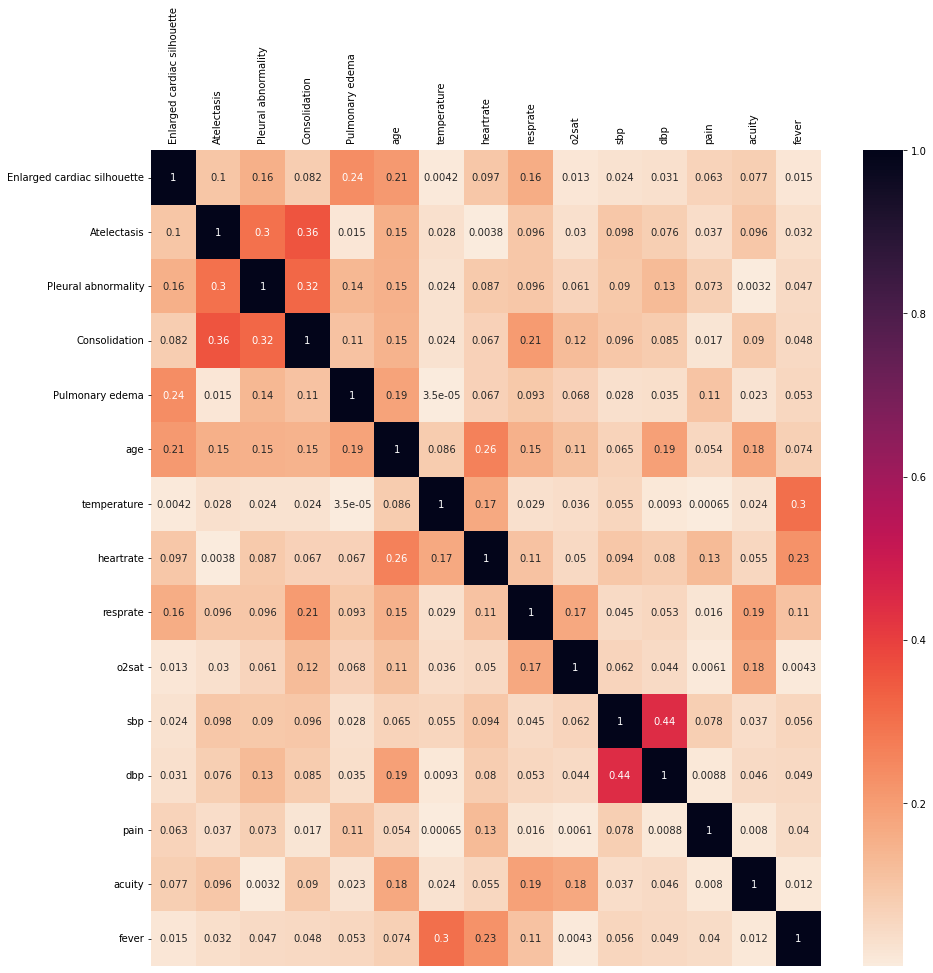 Enlarged cardiac silhouette
Atelectasis
Pleural abnormality
Consolidation
Pulmonary edema
age
temperature
heartrate
resprate
o2sat
sbp
dbp
pain
acuity
fever
Enlarged cardiac silhouette 1 0.1 0.16 0.082 0.24 0.21 0.0042 0.097 0.16 0.013 0.024 0.031 0.063 0.077 0.015
Atelectasis 0.1 1 0.3 0.36 0.015 0.15 0.028 0.0038 0.096 0.03 0.098 0.076 0.037 0.096 0.032
Pleural abnormality 0.16 0.3 1 0.32 0.14 0.15 0.024 0.087 0.096 0.061 0.09 0.13 0.073 0.0032 0.047
Consolidation 0.082 0.36 0.32 1 0.11 0.15 0.024 0.067 0.21 0.12 0.096 0.085 0.017 0.09 0.048
Pulmonary edema 0.24 0.015 0.14 0.11 1 0.19 3.5e-05 0.067 0.093 0.068 0.028 0.035 0.11 0.023 0.053
age 0.21 0.15 0.15 0.15 0.19 1 0.086 0.26 0.15 0.11 0.065 0.19 0.054 0.18 0.074
temperature 0.0042 0.028 0.024 0.024 3.5e-05 0.086 1 0.17 0.029 0.036 0.055 0.0093 0.00065 0.024 0.3
heartrate 0.097 0.0038 0.087 0.067 0.067 0.26 0.17 1 0.11 0.05 0.094 0.08 0.13 0.055 0.23
resprate 0.16 0.096 0.096 0.21 0.093 0.15 0.029 0.11 1 0.17 0.045 0.053 0.016 0.19 0.11
o2sat 0.013 0.03 0.061 0.12 0.068 0.11 0.036 0.05 0.17 1 0.062 0.044 0.0061 0.18 0.0043
sbp 0.024 0.098 0.09 0.096 0.028 0.065 0.055 0.094 0.045 0.062 1 0.44 0.078 0.037 0.056
dbp 0.031 0.076 0.13 0.085 0.035 0.19 0.0093 0.08 0.053 0.044 0.44 1 0.0088 0.046 0.049
pain 0.063 0.037 0.073 0.017 0.11 0.054 0.00065 0.13 0.016 0.0061 0.078 0.0088 1 0.008 0.04
acuity 0.077 0.096 0.0032 0.09 0.023 0.18 0.024 0.055 0.19 0.18 0.037 0.046 0.008 1 0.012
fever 0.015 0.032 0.047 0.048 0.053 0.074 0.3 0.23 0.11 0.0043 0.056 0.049 0.04 0.012 1
1.0
0.8
0.6
0.4
0.2